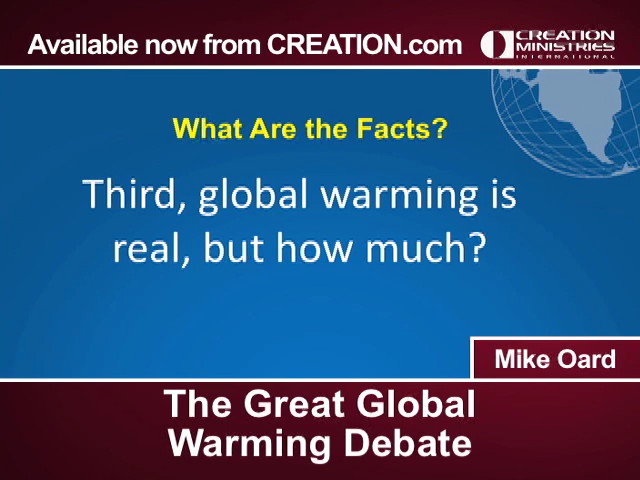 Available now from CREATION.com
CREATION
MINISTRIES
INTERNATIONAL
What Are the Facts?
Third, global warming is
real, but how much?
Mike Oard
The Great Global
Warming Debate